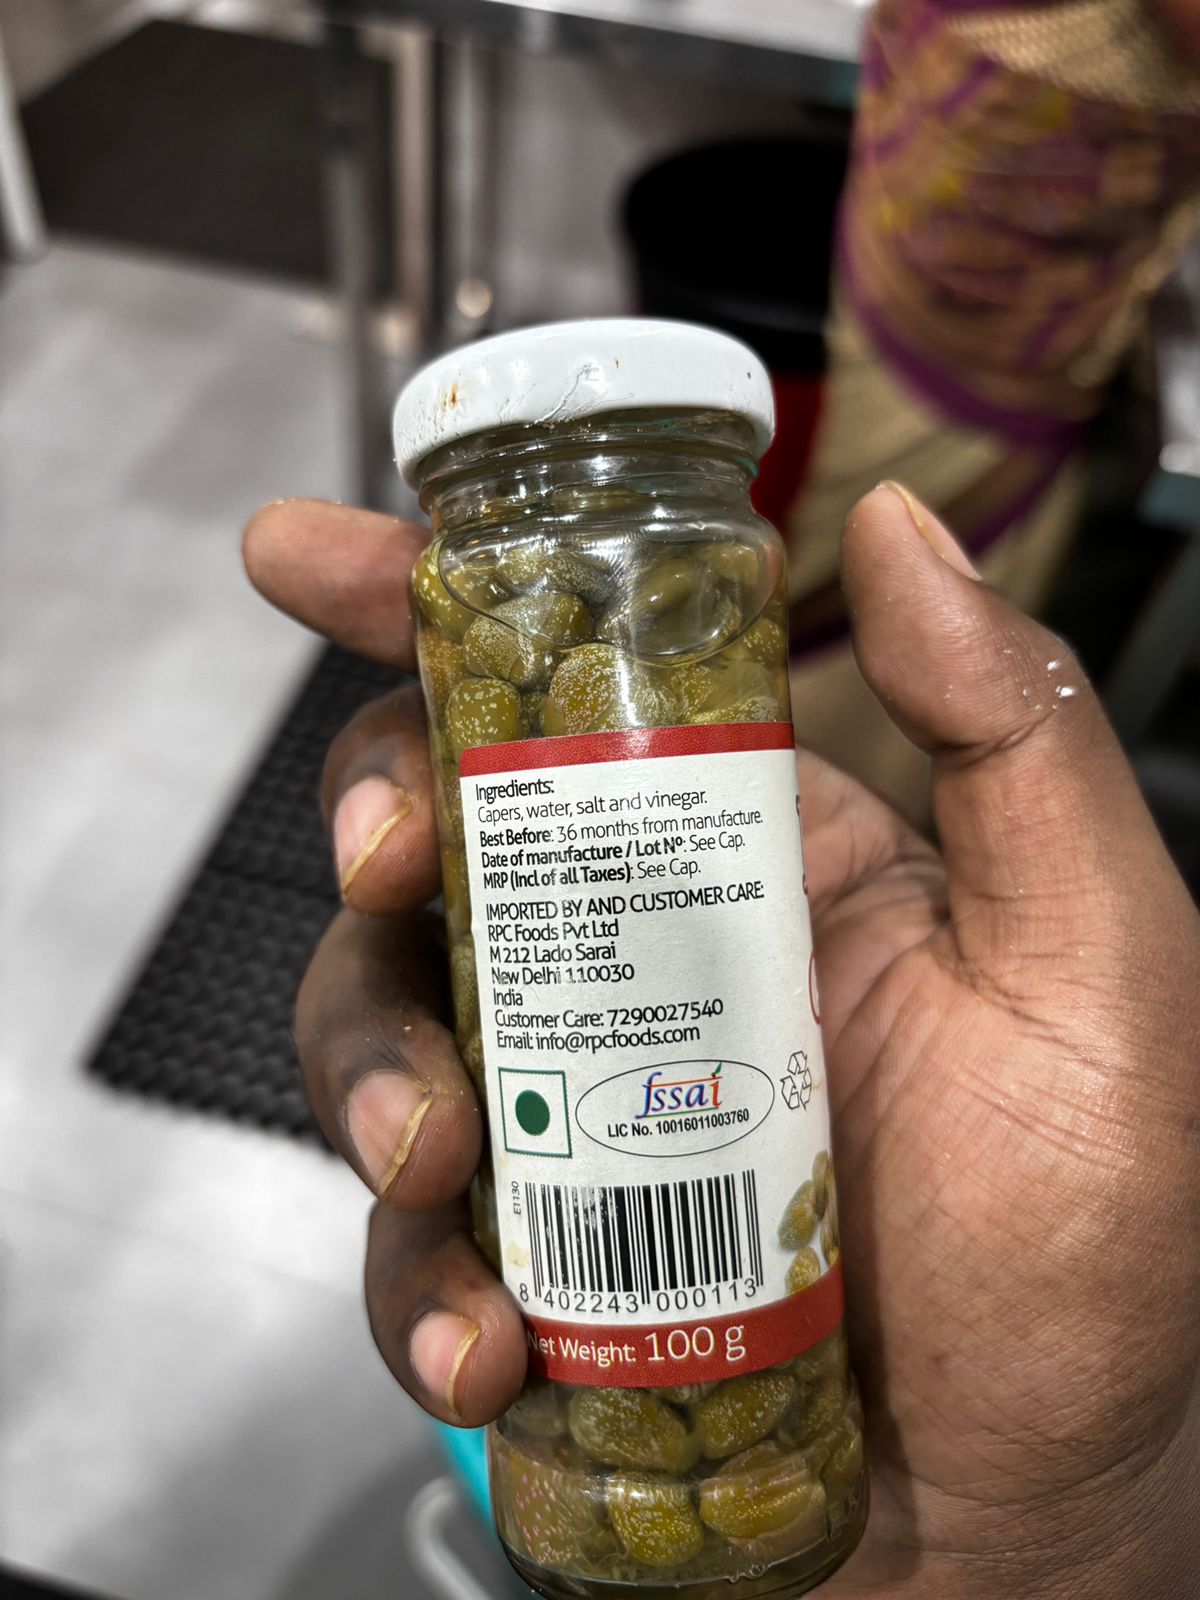 Ingredients:
Capers, water, salt and vinegar.
Best Before: 36 months from manufacture.
Date of manufacture / Lot Nº: See Cap.
MRP (Incl of all Taxes): See Cap.
IMPORTED BY AND CUSTOMER CARE:
RPC Foods Pvt Ltd
M 212 Lado Sarai
New Delhi 110030
India
Customer Care: 7290027540
Email: info@rpcfoods.com
fssai
LIC No. 10016011003760
E1130
8 402243 000113
Net Weight: 100 g